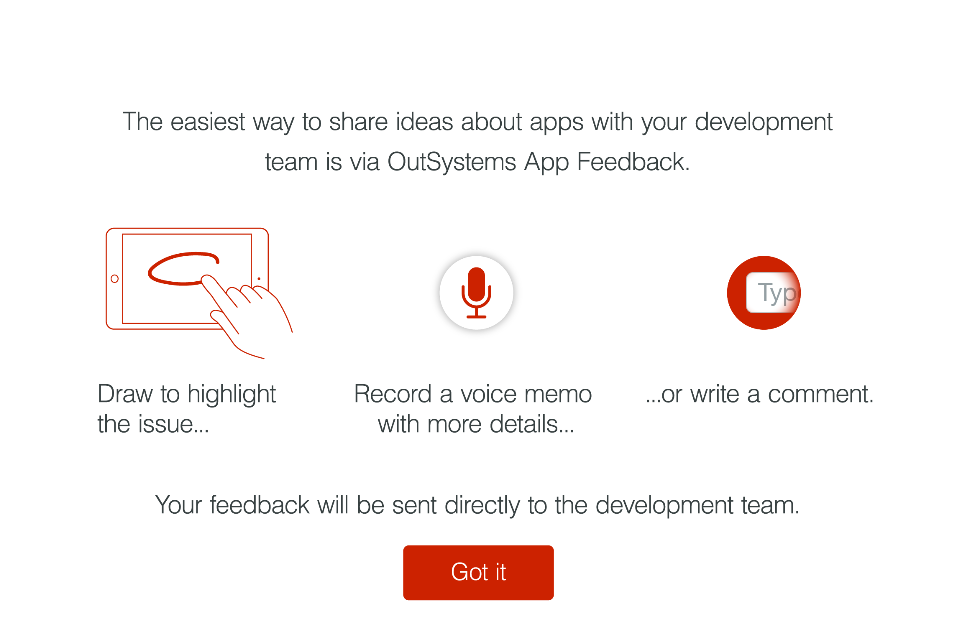 The easiest way to share ideas about apps with your development
team is via OutSystems App Feedback.
Typ
Draw to highlight
the issue...
Record a voice memo
with more details...
...or write a comment.
Your feedback will be sent directly to the development team.
Got it